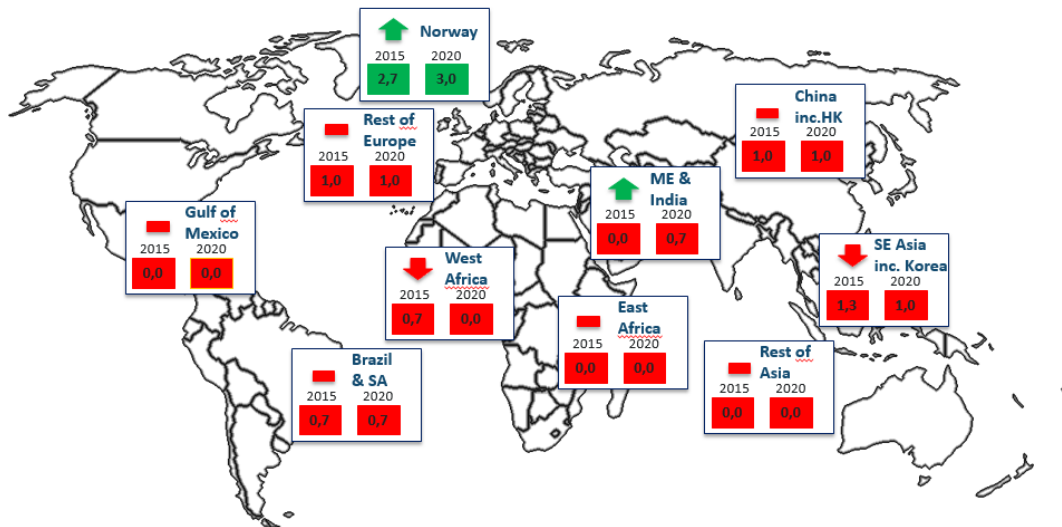 Norway
2015 2020
2,7 3,0
Rest of
Europe
2015 2020
1,0 1,0
China
inc.HK
2015 2020
1,0 1,0
ME &
India
2015 2020
0,0 0,7
Gulf of
Mexico
2015 2020
0,0 0,0
West
Africa
2015 2020
0,7 0,0
SE Asia
inc. Korea
2015 2020
1,3 1,0
East
Africa
2015 2020
0,0 0,0
Brazil
& SA
2015 2020
0,7 0,7
Rest of
Asia
2015 2020
0,0 0,0